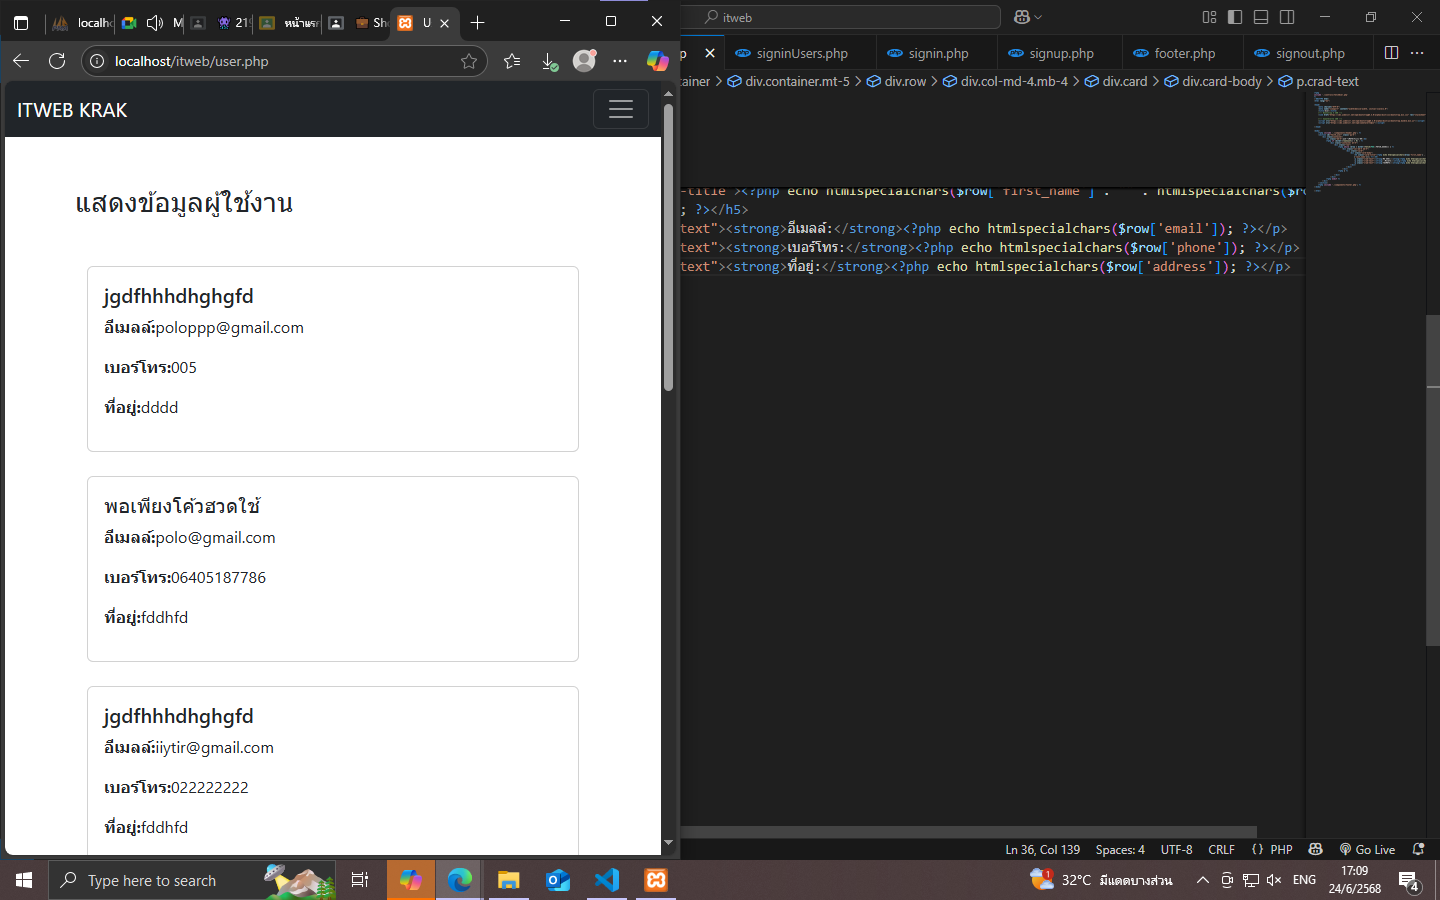 localho
M
219
หน้าแรก
Sho
U
localhost/itweb/user.php
ITWEB KRAK
แสดงข้อมูลผู้ใช้งาน
jgdfhhhdhghgfd
อีเมลล์:poloppp@gmail.com
เบอร์โทร:005
ที่อยู่:dddd
พอเพียงโค้วฮวดใช้
อีเมลล์:polo@gmail.com
เบอร์โทร:06405187786
ที่อยู่:fddhfd
jgdfhhhdhghgfd
อีเมลล์:iiytir@gmail.com
เบอร์โทร:022222222
ที่อยู่:fddhfd
itweb
p
signinUsers.php
signin.php
signup.php
footer.php
signout.php
ainer > div.container.mt-5 > div.row > div.col-md-4.mb-4 > div.card > div.card-body > p.crad-text
-title"><?php echo htmlspecialchars($row['first_name'] . ' ' . htmlspecialchars($ro
; ?></h5>
text"><strong>อีเมลล์:</strong><?php echo htmlspecialchars($row['email']); ?></p>
text"><strong>เบอร์โทร:</strong><?php echo htmlspecialchars($row['phone']); ?></p>
text"><strong>ที่อยู่:</strong><?php echo htmlspecialchars($row['address']); ?></p>
Ln 36, Col 139
Spaces: 4
UTF-8
CRLF
{} PHP
Go Live
Type here to search
1
32°C มีแดดบางส่วน
ENG
17:09
24/6/2568
4